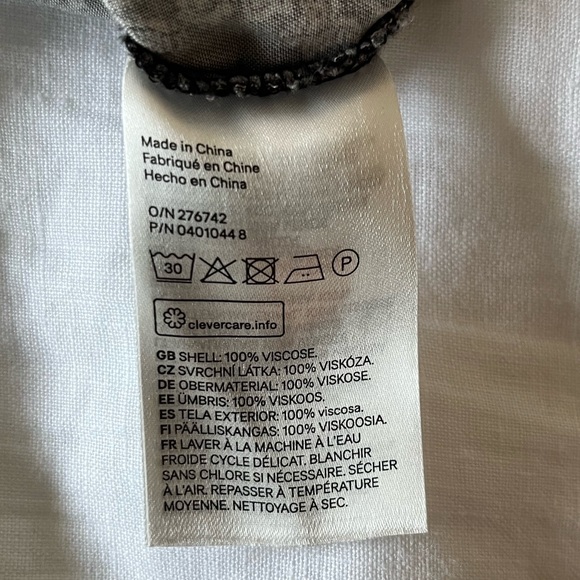 Made in China
Fabriqué en Chine
Hecho en China
O/N 276742
P/N 0401044 8
30 P
clevercare.info
GB SHELL: 100% VISCOSE.
CZ SVRCHNÍ LÁTKA: 100% VISKÓZA.
DE OBERMATERIAL: 100% VISKOSE.
EE ÜMBRIS: 100% VISKOOS.
ES TELA EXTERIOR: 100% viscosa.
FI PÄÄLLISKANGAS: 100% VISKOOSIA.
FR LAVER À LA MACHINE À L'EAU
FROIDE CYCLE DÉLICAT. BLANCHIR
SANS CHLORE SI NÉCESSAIRE. SÉCHER
À L'AIR. REPASSER À TEMPÉRATURE
MOYENNE. NETTOYAGE À SEC.